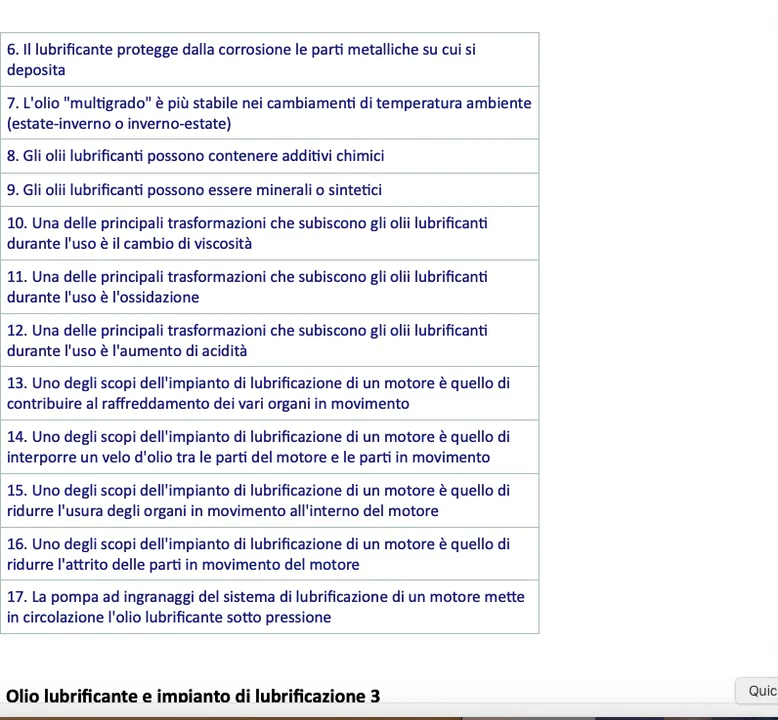 6. Il lubrificante protegge dalla corrosione le parti metalliche su cui si
deposita
7. L'olio "multigrado" è più stabile nei cambiamenti di temperatura ambiente
(estate-inverno o inverno-estate)
8. Gli olii lubrificanti possono contenere additivi chimici
9. Gli olii lubrificanti possono essere minerali o sintetici
10. Una delle principali trasformazioni che subiscono gli olii lubrificanti
durante l'uso è il cambio di viscosità
11. Una delle principali trasformazioni che subiscono gli olii lubrificanti
durante l'uso è l'ossidazione
12. Una delle principali trasformazioni che subiscono gli olii lubrificanti
durante l'uso è l'aumento di acidità
13. Uno degli scopi dell'impianto di lubrificazione di un motore è quello di
contribuire al raffreddamento dei vari organi in movimento
14. Uno degli scopi dell'impianto di lubrificazione di un motore è quello di
interporre un velo d'olio tra le parti del motore e le parti in movimento
15. Uno degli scopi dell'impianto di lubrificazione di un motore è quello di
ridurre l'usura degli organi in movimento all'interno del motore
16. Uno degli scopi dell'impianto di lubrificazione di un motore è quello di
ridurre l'attrito delle parti in movimento del motore
17. La pompa ad ingranaggi del sistema di lubrificazione di un motore mette
in circolazione l'olio lubrificante sotto pressione
Olio lubrificante e impianto di lubrificazione 3
Quic